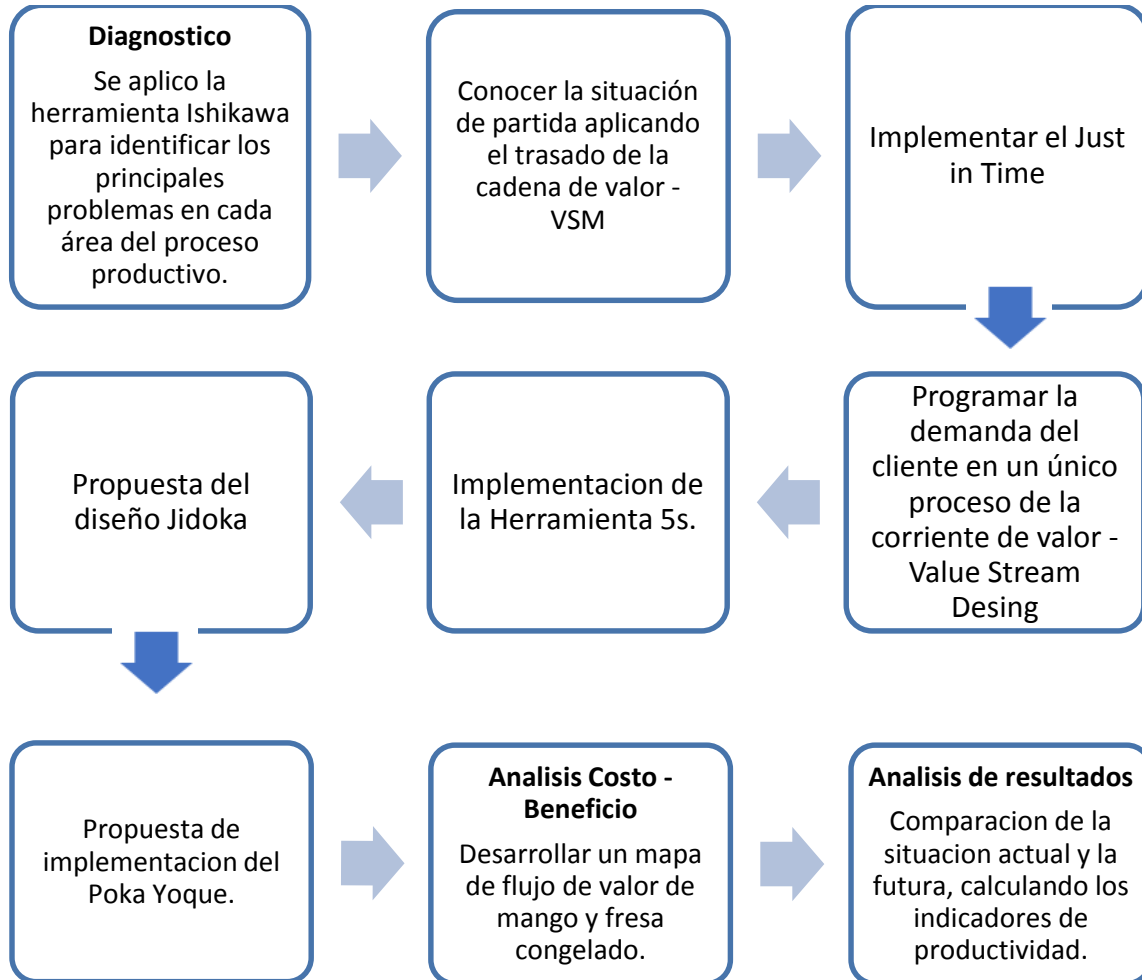 Diagnostico
Se aplico la
herramienta Ishikawa
para identificar los
principales
problemas en cada
área del proceso
productivo.
Conocer la situación
de partida aplicando
el trasado de la
cadena de valor -
VSM
Implementar el Just
in Time
Programar la
demanda del
cliente en un único
proceso de la
corriente de valor -
Value Stream
Desing
Implementacion de
la Herramienta 5s.
Propuesta del
diseño Jidoka
Propuesta de
implementacion del
Poka Yoque.
Analisis Costo -
Beneficio
Desarrollar un mapa
de flujo de valor de
mango y fresa
congelado.
Analisis de resultados
Comparacion de la
situacion actual y la
futura, calculando los
indicadores de
productividad.